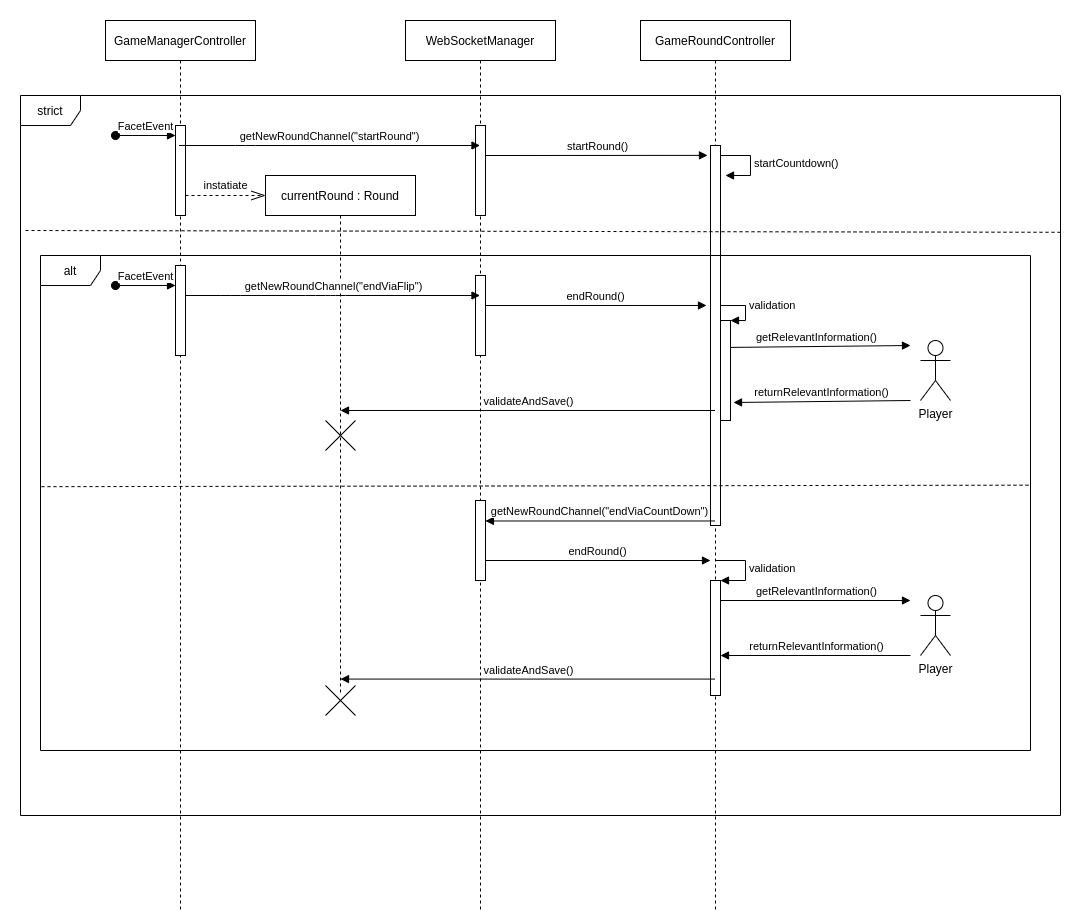 GameManagerController
WebSocketManager
GameRoundController
strict
FacetEvent
getNewRoundChannel("startRound")
startRound()
startCountdown()
instatiate
currentRound : Round
alt
FacetEvent
getNewRoundChannel("endViaFlip")
endRound()
validation
getRelevantInformation()
returnRelevantInformation()
validateAndSave()
Player
getNewRoundChannel("endViaCountDown")
endRound()
validation
getRelevantInformation()
returnRelevantInformation()
validateAndSave()
Player